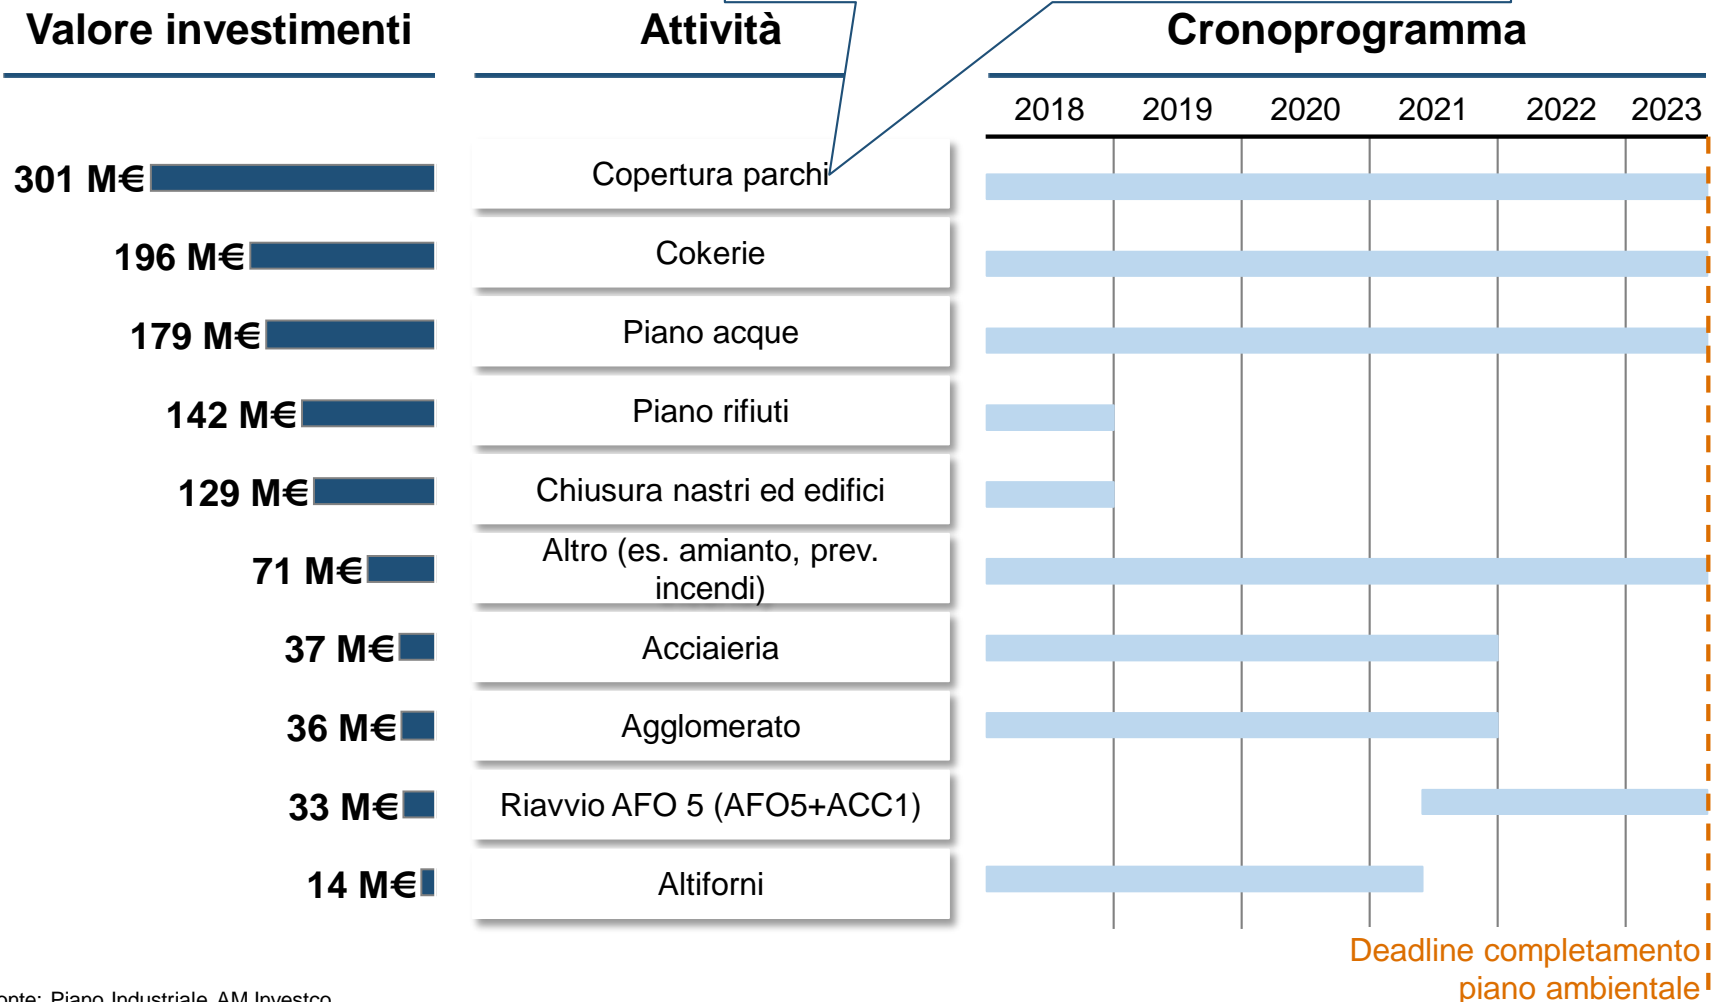 Valore investimenti
Attività
Cronoprogramma
2018 2019 2020 2021 2022 2023
301 M€ Copertura parchi
196 M€ Cokerie
179 M€ Piano acque
142 M€ Piano rifiuti
129 M€ Chiusura nastri ed edifici
71 M€ Altro (es. amianto, prev.
incendi)
37 M€ Acciaieria
36 M€ Agglomerato
33 M€ Riavvio AFO 5 (AFO5+ACC1)
14 M€ Altiforni
Deadline completamento
piano ambientale
onte: Piano Industriale AM Investco